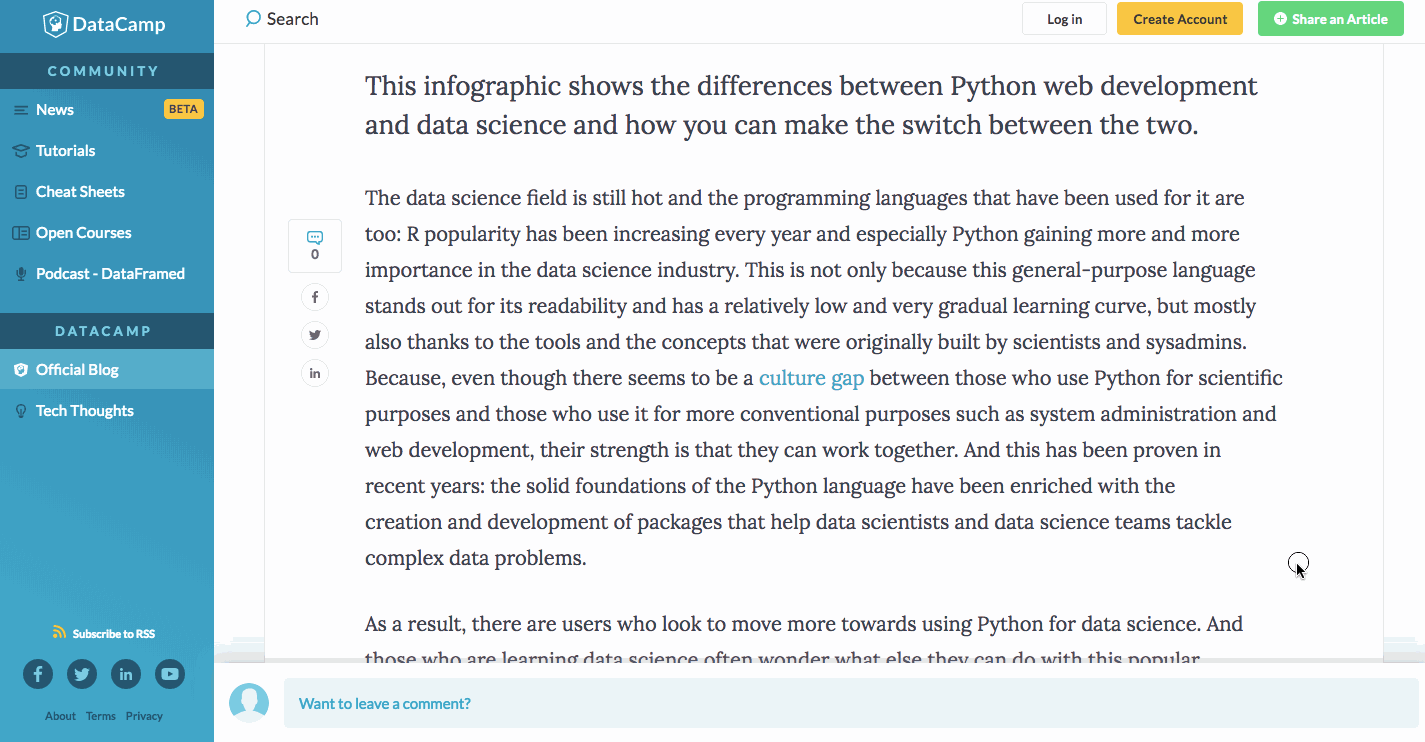 DataCamp
COMMUNITY
News
BETA
Tutorials
Cheat Sheets
Open Courses
Podcast - DataFramed
DATACAMP
Official Blog
Tech Thoughts
Subscribe to RSS
About Terms Privacy
Search
Log in
Create Account
Share an Article
This infographic shows the differences between Python web development
and data science and how you can make the switch between the two.
0
The data science field is still hot and the programming languages that have been used for it are
too: R popularity has been increasing every year and especially Python gaining more and more
importance in the data science industry. This is not only because this general-purpose language
stands out for its readability and has a relatively low and very gradual learning curve, but mostly
also thanks to the tools and the concepts that were originally built by scientists and sysadmins.
Because, even though there seems to be a culture gap between those who use Python for scientific
purposes and those who use it for more conventional purposes such as system administration and
web development, their strength is that they can work together. And this has been proven in
recent years: the solid foundations of the Python language have been enriched with the
creation and development of packages that help data scientists and data science teams tackle
complex data problems.
As a result, there are users who look to move more towards using Python for data science. And
those who are learning data science often wonder what else they can do with this popular
Want to leave a comment?